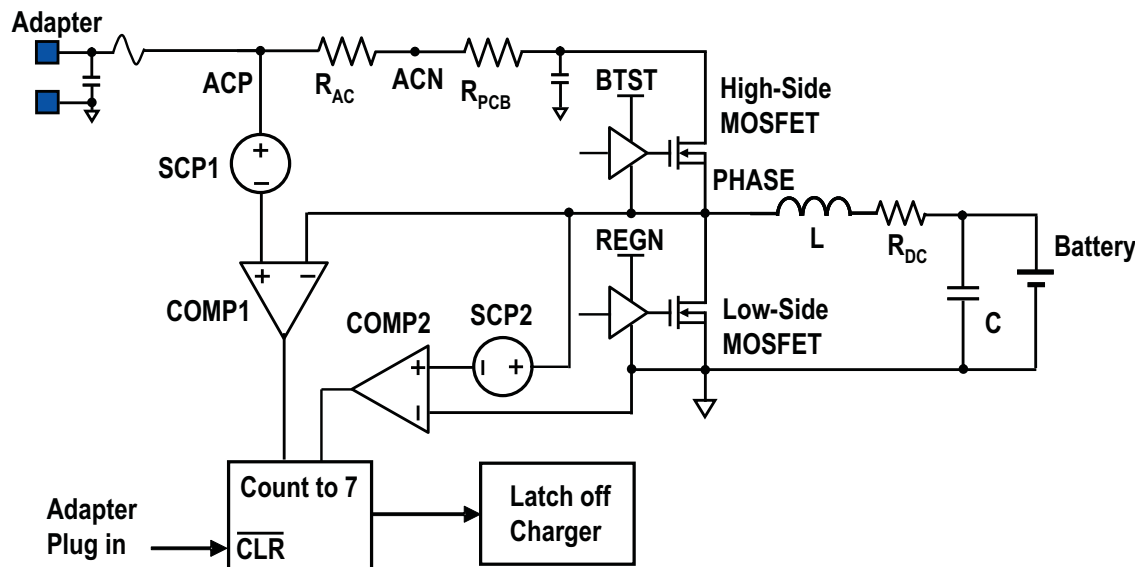 Adapter
ACP
R_AC
ACN
R_PCB
BTST
High-Side
MOSFET
SCP1
+
−
PHASE
REGN
L
R_DC
Battery
+ −
COMP1
COMP2
SCP2
− +
+
−
Low-Side
MOSFET
C
Count to 7
Latch off
Charger
Adapter
Plug in
C̅L̅R̅